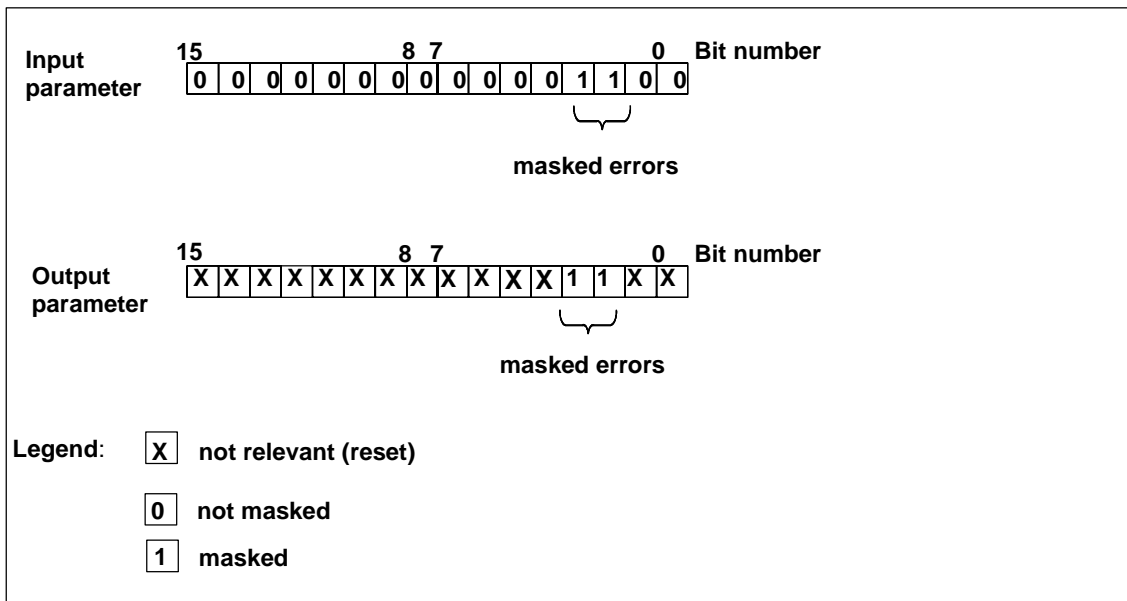 15 8 7 0 Bit number
Input parameter
0 0 0 0 0 0 0 0 0 0 0 0 1 1 0 0
masked errors
15 8 7 0 Bit number
Output parameter
X X X X X X X X X X X X 1 1 X X
masked errors
Legend: X not relevant (reset)
0 not masked
1 masked